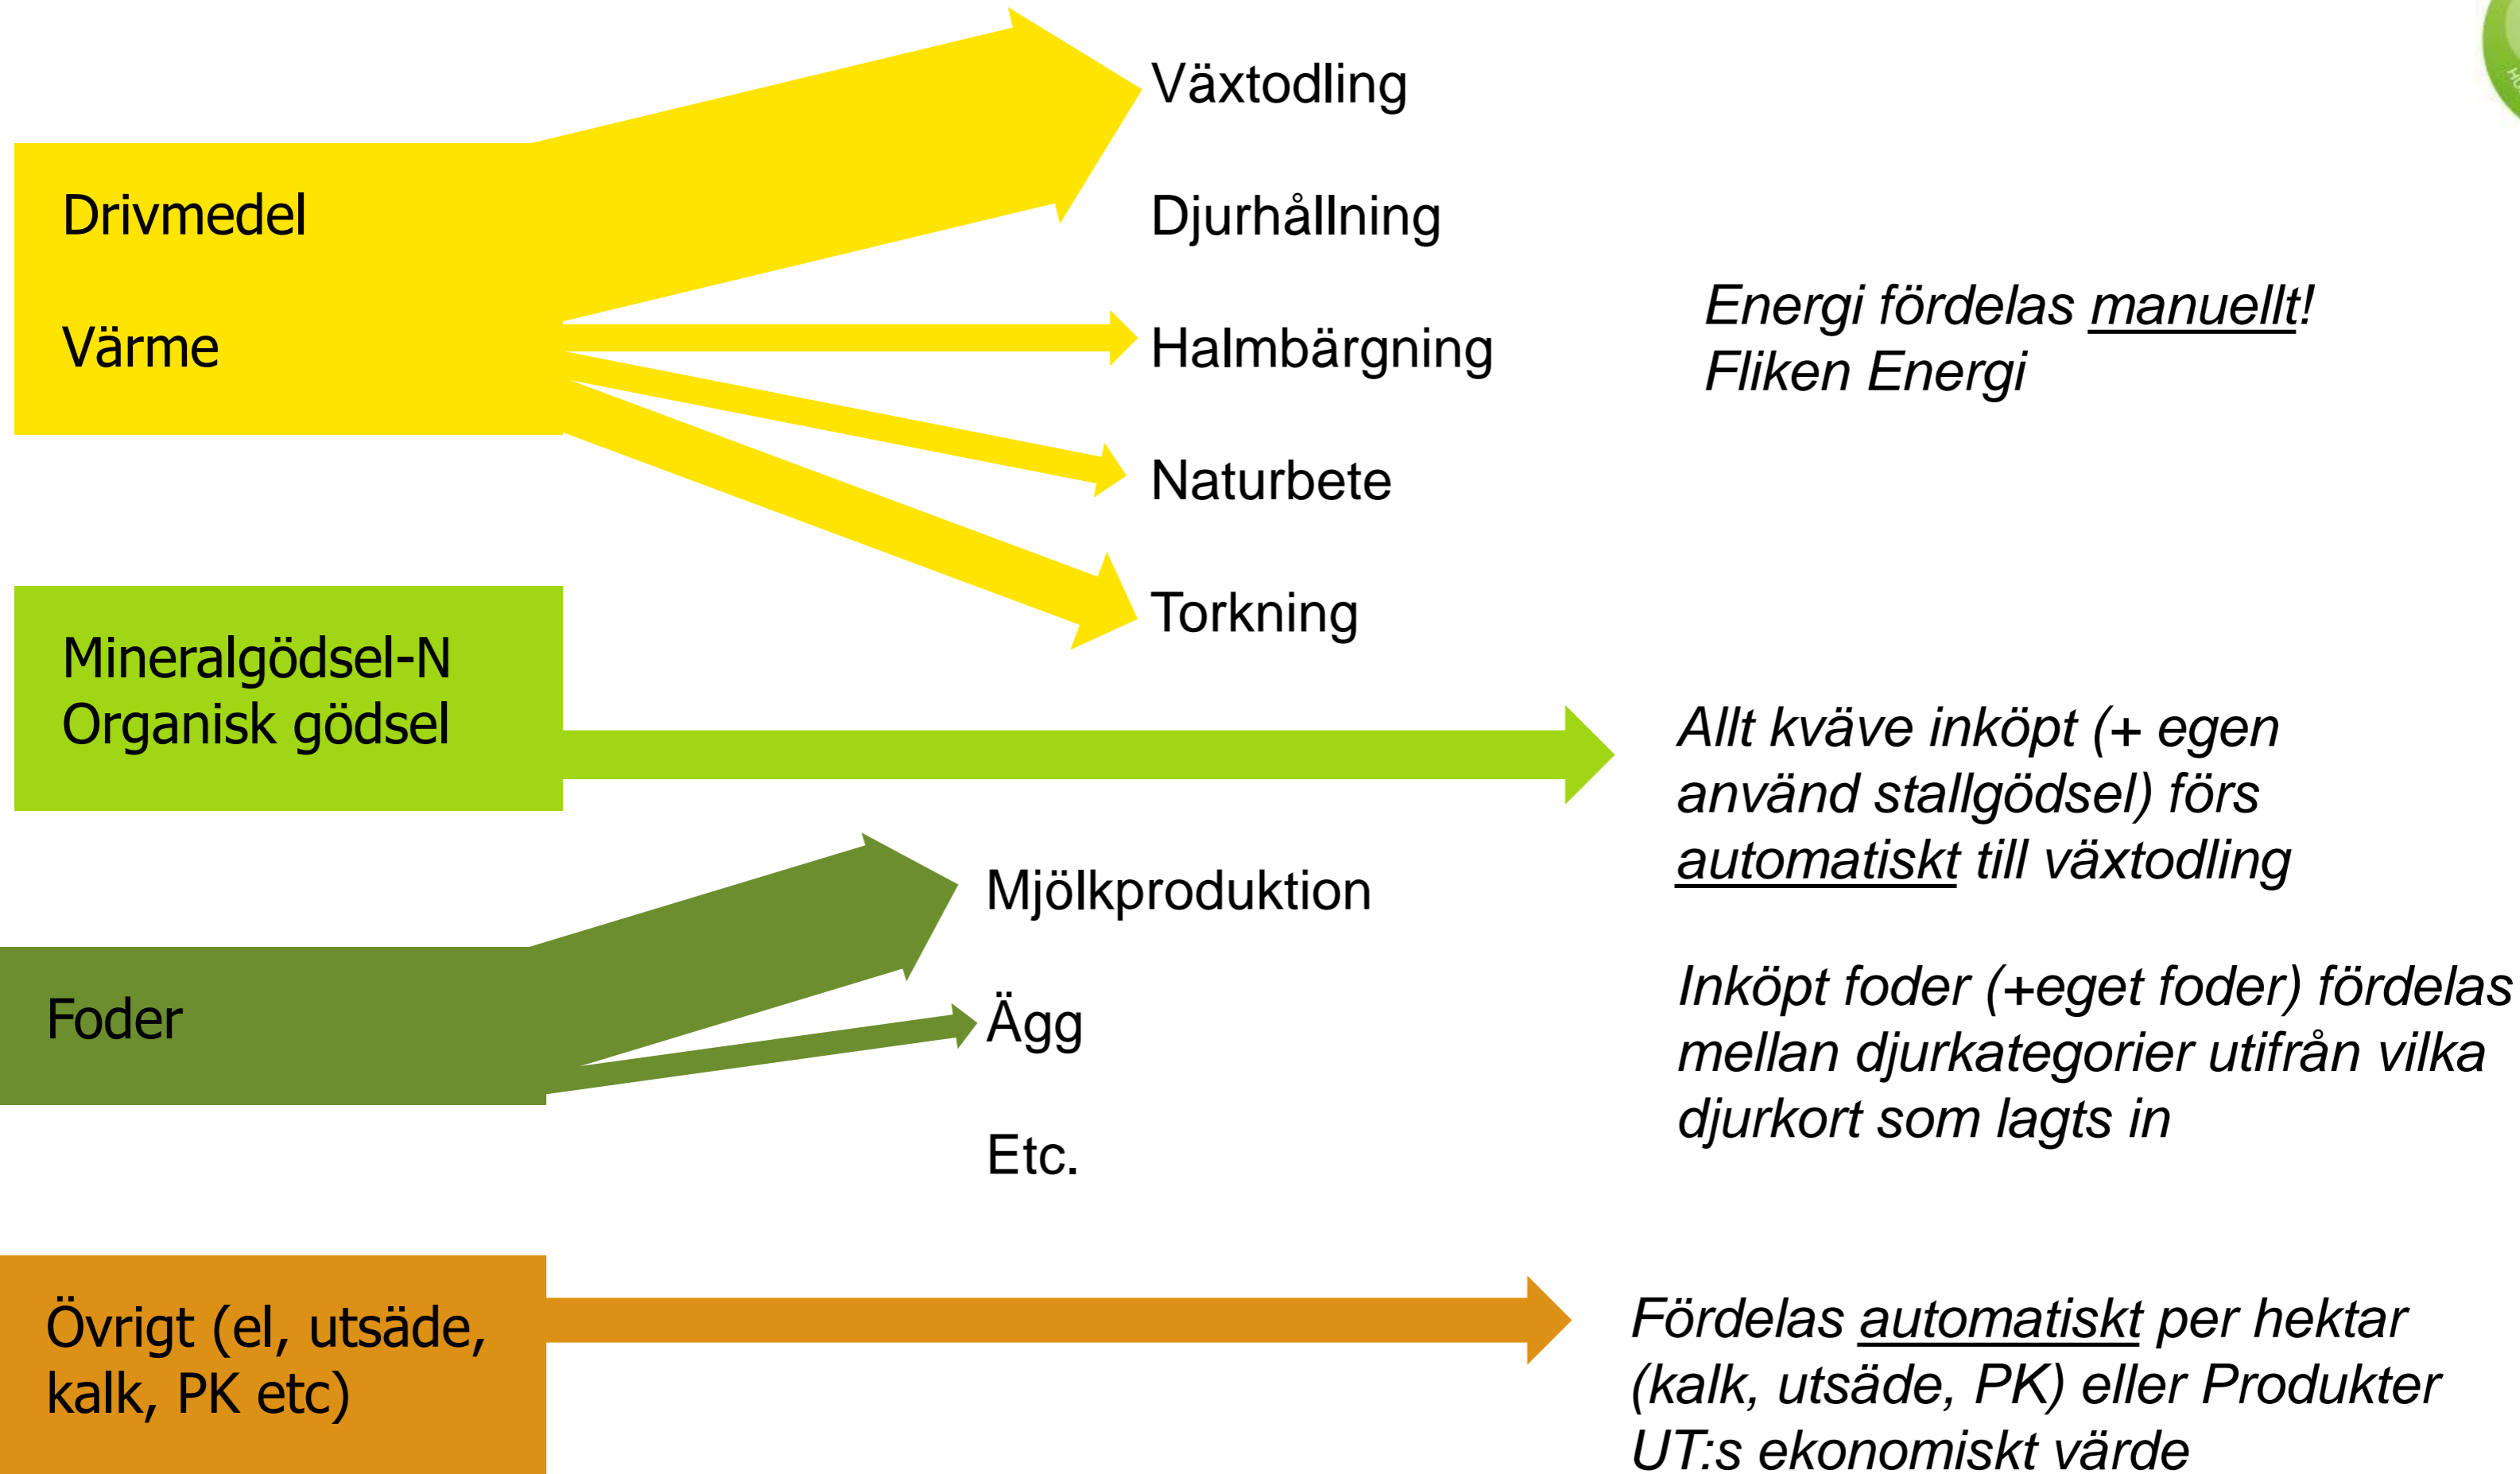 Växtodling
Drivmedel
Djurhållning
Värme
Halmbärgning
Naturbete
Torkning
Energi fördelas manuellt!
Fliken Energi
Mineralgödsel-N
Organisk gödsel
Allt kväve inköpt (+ egen
använd stallgödsel) förs
automatiskt till växtodling
Foder
Mjölkproduktion
Ägg
Etc.
Inköpt foder (+eget foder) fördelas
mellan djurkategorier utifrån vilka
djurkort som lagts in
Övrigt (el, utsäde,
kalk, PK etc)
Fördelas automatiskt per hektar
(kalk, utsäde, PK) eller Produkter
UT:s ekonomiskt värde